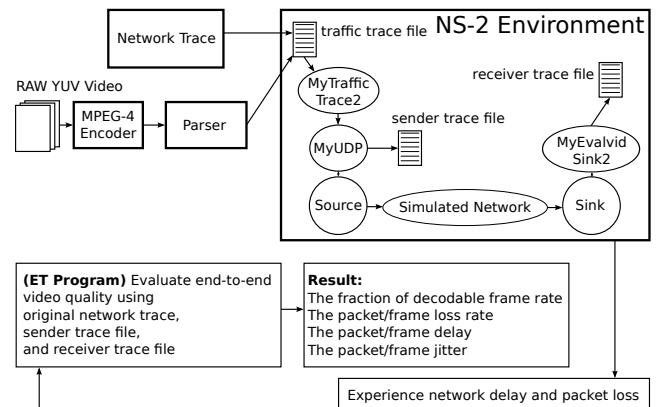 NS-2 Environment
Network Trace
traffic trace file
receiver trace file
RAW YUV Video
MyTraffic
Trace2
MPEG-4
Encoder
Parser
sender trace file
MyUDP
MyEvalvid
Sink2
Source
Simulated Network
Sink
(ET Program) Evaluate end-to-end
video quality using
original network trace,
sender trace file,
and receiver trace file
Result:
The fraction of decodable frame rate
The packet/frame loss rate
The packet/frame delay
The packet/frame jitter
Experience network delay and packet loss